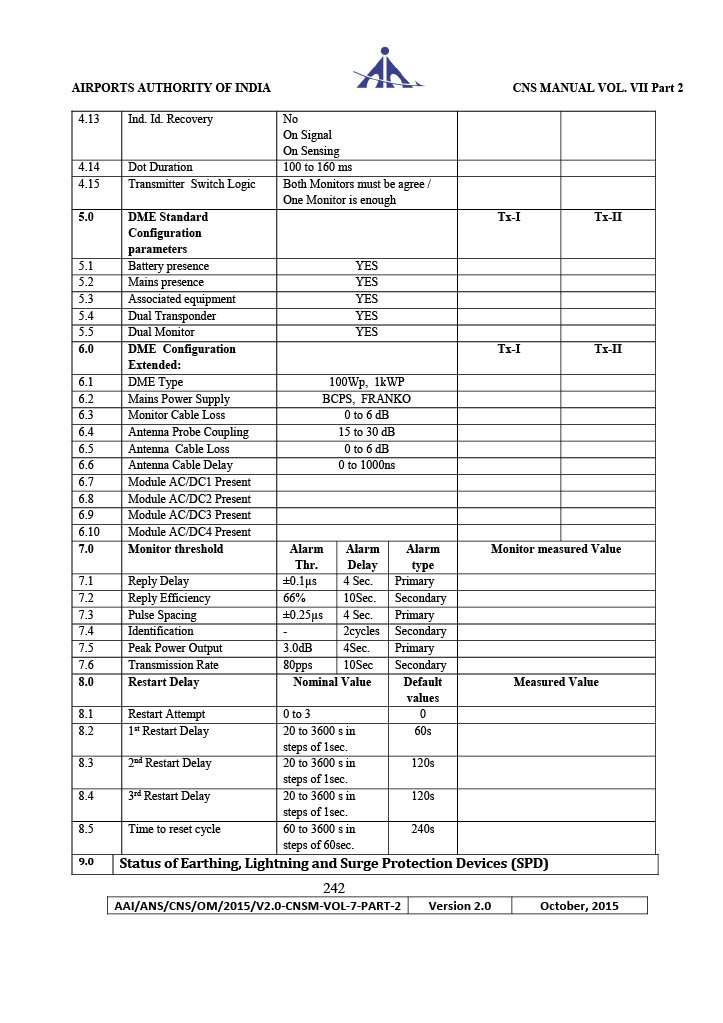 AIRPORTS AUTHORITY OF INDIA CNS MANUAL VOL. VII Part 2
4.13 Ind. Id. Recovery No
On Signal
On Sensing
4.14 Dot Duration 100 to 160 ms
4.15 Transmitter Switch Logic Both Monitors must be agree /
One Monitor is enough
5.0 DME Standard Tx-I Tx-II
Configuration
parameters
5.1 Battery presence YES
5.2 Mains presence YES
5.3 Associated equipment YES
5.4 Dual Transponder YES
5.5 Dual Monitor YES
6.0 DME Configuration Tx-I Tx-II
Extended:
6.1 DME Type 100Wp, 1kWP
6.2 Mains Power Supply BCPS, FRANKO
6.3 Monitor Cable Loss 0 to 6 dB
6.4 Antenna Probe Coupling 15 to 30 dB
6.5 Antenna Cable Loss 0 to 6 dB
6.6 Antenna Cable Delay 0 to 1000ns
6.7 Module AC/DC1 Present
6.8 Module AC/DC2 Present
6.9 Module AC/DC3 Present
6.10 Module AC/DC4 Present
7.0 Monitor threshold Alarm Alarm Alarm Monitor measured Value
Thr. Delay type
7.1 Reply Delay ±0.1µs 4 Sec. Primary
7.2 Reply Efficiency 66% 10Sec. Secondary
7.3 Pulse Spacing ±0.25µs 4 Sec. Primary
7.4 Identification - 2cycles Secondary
7.5 Peak Power Output 3.0dB 4Sec. Primary
7.6 Transmission Rate 80pps 10Sec Secondary
8.0 Restart Delay Nominal Value Default Measured Value
values
8.1 Restart Attempt 0 to 3 0
8.2 1st Restart Delay 20 to 3600 s in 60s
steps of 1sec.
8.3 2nd Restart Delay 20 to 3600 s in 120s
steps of 1sec.
8.4 3rd Restart Delay 20 to 3600 s in 120s
steps of 1sec.
8.5 Time to reset cycle 60 to 3600 s in 240s
steps of 60sec.
9.0 Status of Earthing, Lightning and Surge Protection Devices (SPD)
242
AAI/ANS/CNS/OM/2015/V2.0-CNSM-VOL-7-PART-2 Version 2.0 October, 2015